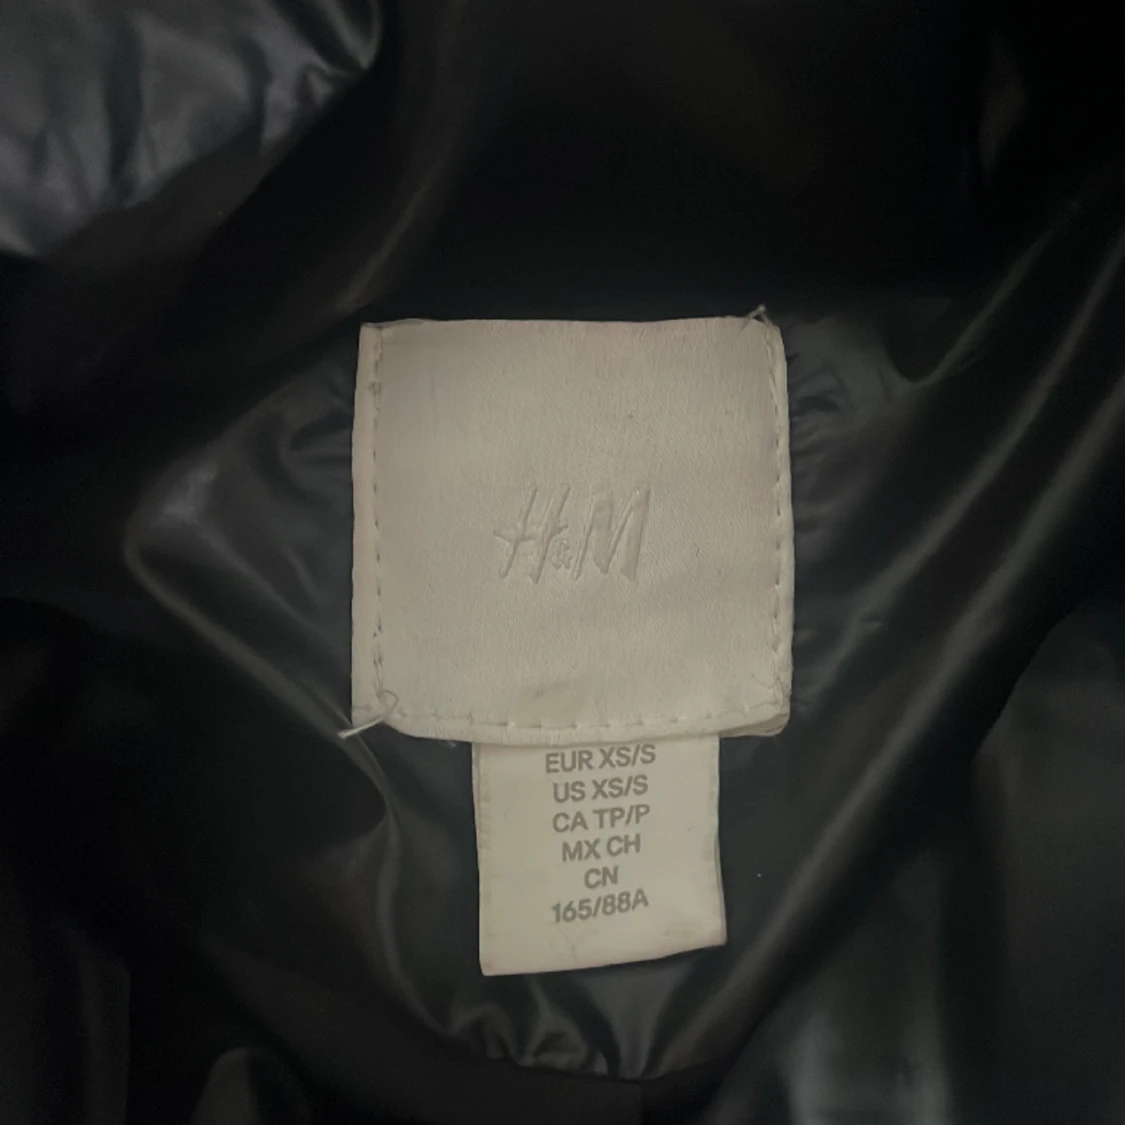 H&M
EUR XS/S
US XS/S
CA TP/P
MX CH
CN
165/88A